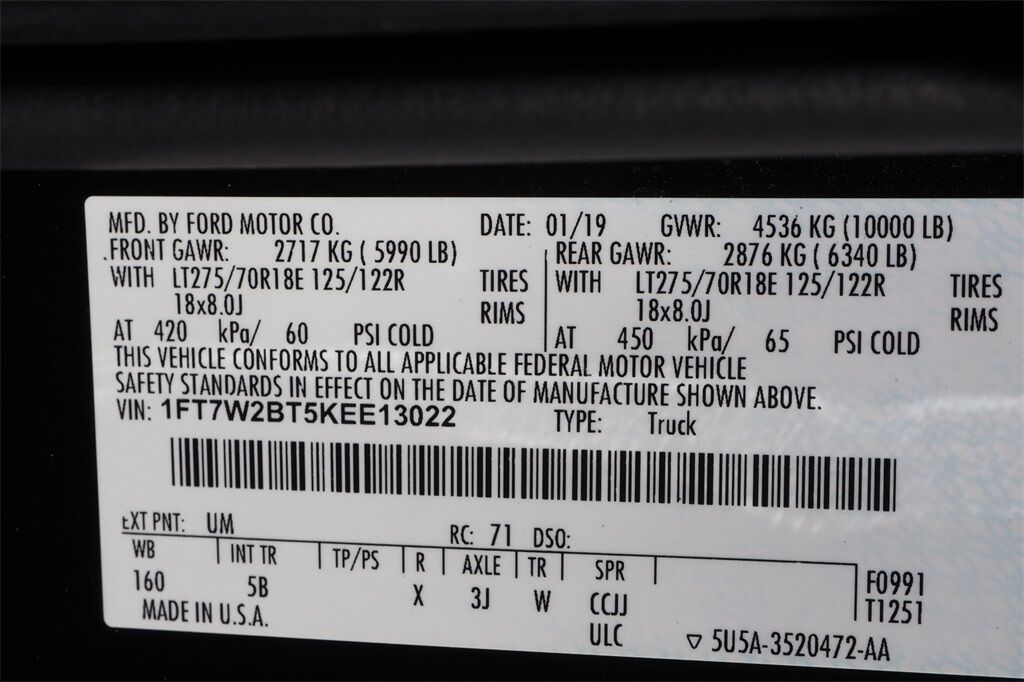 MFD. BY FORD MOTOR CO. DATE: 01/19 GVWR: 4536 KG (10000 LB)
FRONT GAWR: 2717 KG ( 5990 LB) REAR GAWR: 2876 KG ( 6340 LB)
WITH LT275/70R18E 125/122R TIRES WITH LT275/70R18E 125/122R TIRES
18x8.0J RIMS 18x8.0J RIMS
AT 420 kPa/ 60 PSI COLD AT 450 kPa/ 65 PSI COLD
THIS VEHICLE CONFORMS TO ALL APPLICABLE FEDERAL MOTOR VEHICLE
SAFETY STANDARDS IN EFFECT ON THE DATE OF MANUFACTURE SHOWN ABOVE.
VIN: 1FT7W2BT5KEE13022 TYPE: Truck
EXT PNT: UM RC: 71 DSO:
WB INT TR TP/PS R AXLE TR SPR F0991
160 5B X 3J W CCJJ T1251
MADE IN U.S.A. ULC ▽ 5U5A-3520472-AA